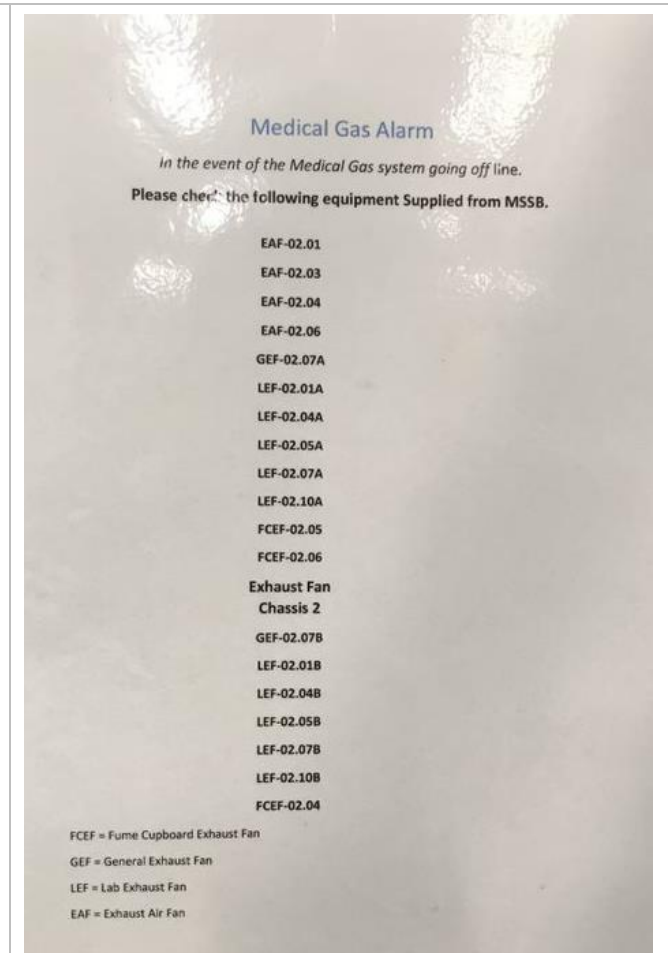 Medical Gas Alarm
In the event of the Medical Gas system going off line.
Please check the following equipment Supplied from MSSB.
EAF-02.01
EAF-02.03
EAF-02.04
EAF-02.06
GEF-02.07A
LEF-02.01A
LEF-02.04A
LEF-02.05A
LEF-02.07A
LEF-02.10A
FCEF-02.05
FCEF-02.06
Exhaust Fan
Chassis 2
GEF-02.07B
LEF-02.01B
LEF-02.04B
LEF-02.05B
LEF-02.07B
LEF-02.10B
FCEF-02.04
FCEF = Fume Cupboard Exhaust Fan
GEF = General Exhaust Fan
LEF = Lab Exhaust Fan
EAF = Exhaust Air Fan